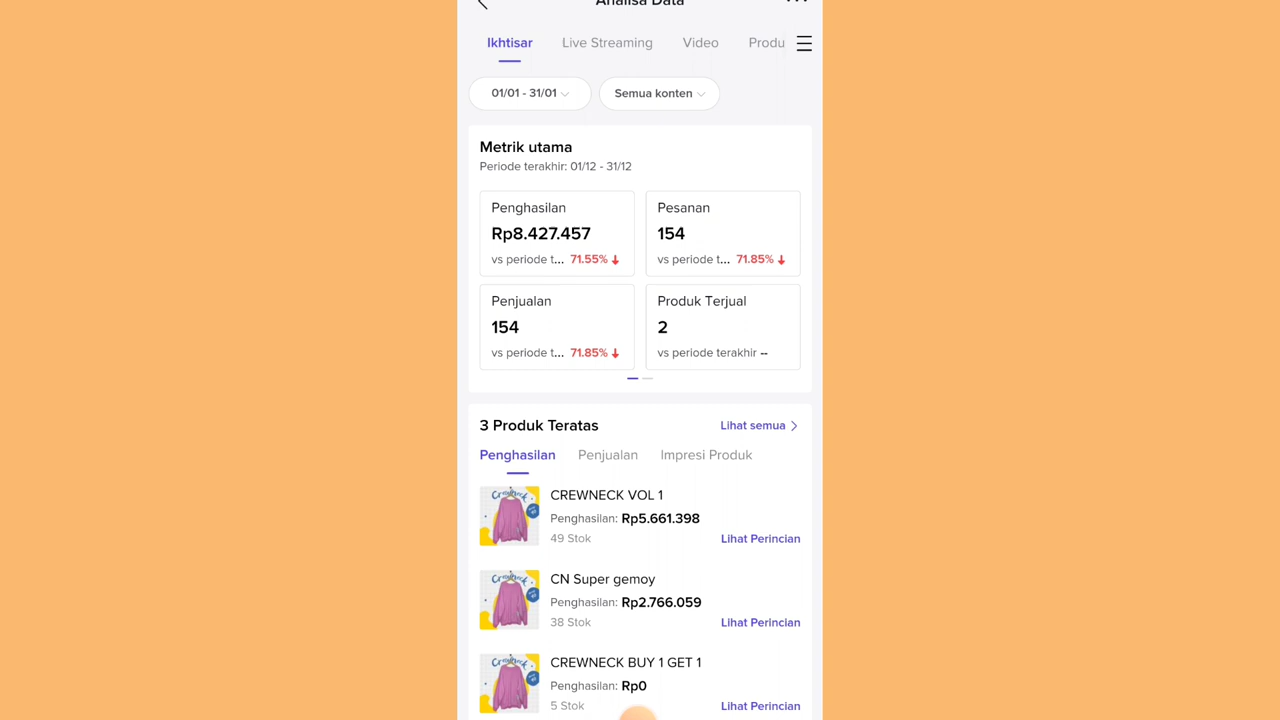 Analisa Data
Ikhtisar Live Streaming Video Produ
01/01 - 31/01 Semua konten
Metrik utama
Periode terakhir: 01/12 - 31/12
Penghasilan
Rp8.427.457
vs periode t... 71.55%
Pesanan
154
vs periode t... 71.85%
Penjualan
154
vs periode t... 71.85%
Produk Terjual
2
vs periode terakhir --
3 Produk Teratas Lihat semua
Penghasilan Penjualan Impresi Produk
Crewneck
CREWNECK VOL 1
Penghasilan: Rp5.661.398
49 Stok Lihat Perincian
Crewneck
CN Super gemoy
Penghasilan: Rp2.766.059
38 Stok Lihat Perincian
Crewneck
CREWNECK BUY 1 GET 1
Penghasilan: Rp0
5 Stok Lihat Perincian